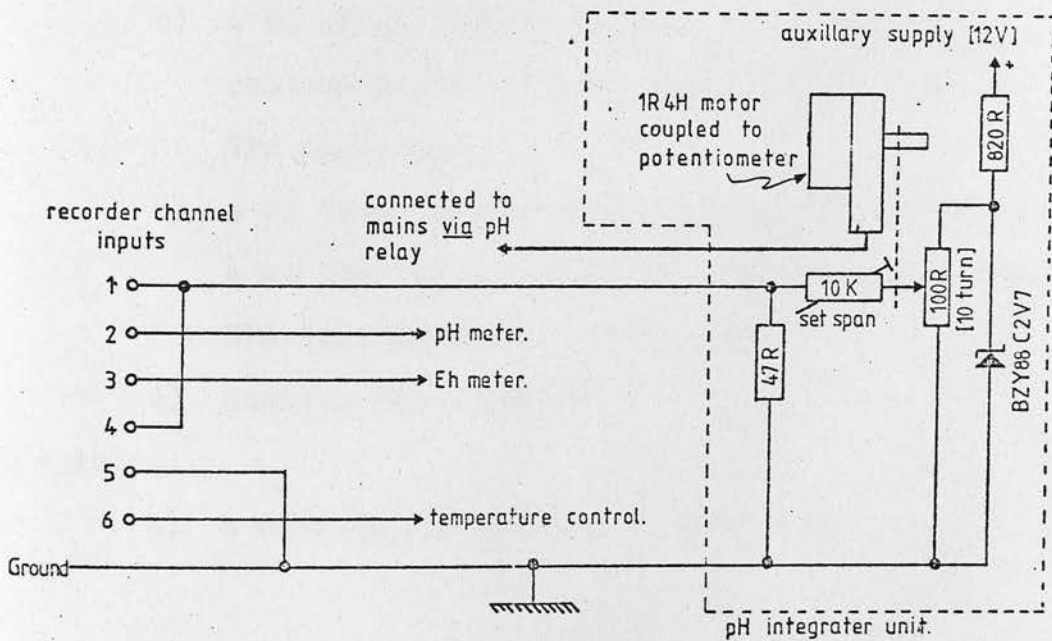 auxillary supply [12V]
+
820 R
1R4H motor
coupled to
potentiometer
connected to
mains via pH
relay
recorder channel
inputs
1
2
3
4
5
6
pH meter.
Eh meter.
temperature control.
10 K
set span
47 R
100R
[10 turn]
BZY88 C2V7
Ground
pH integrater unit.